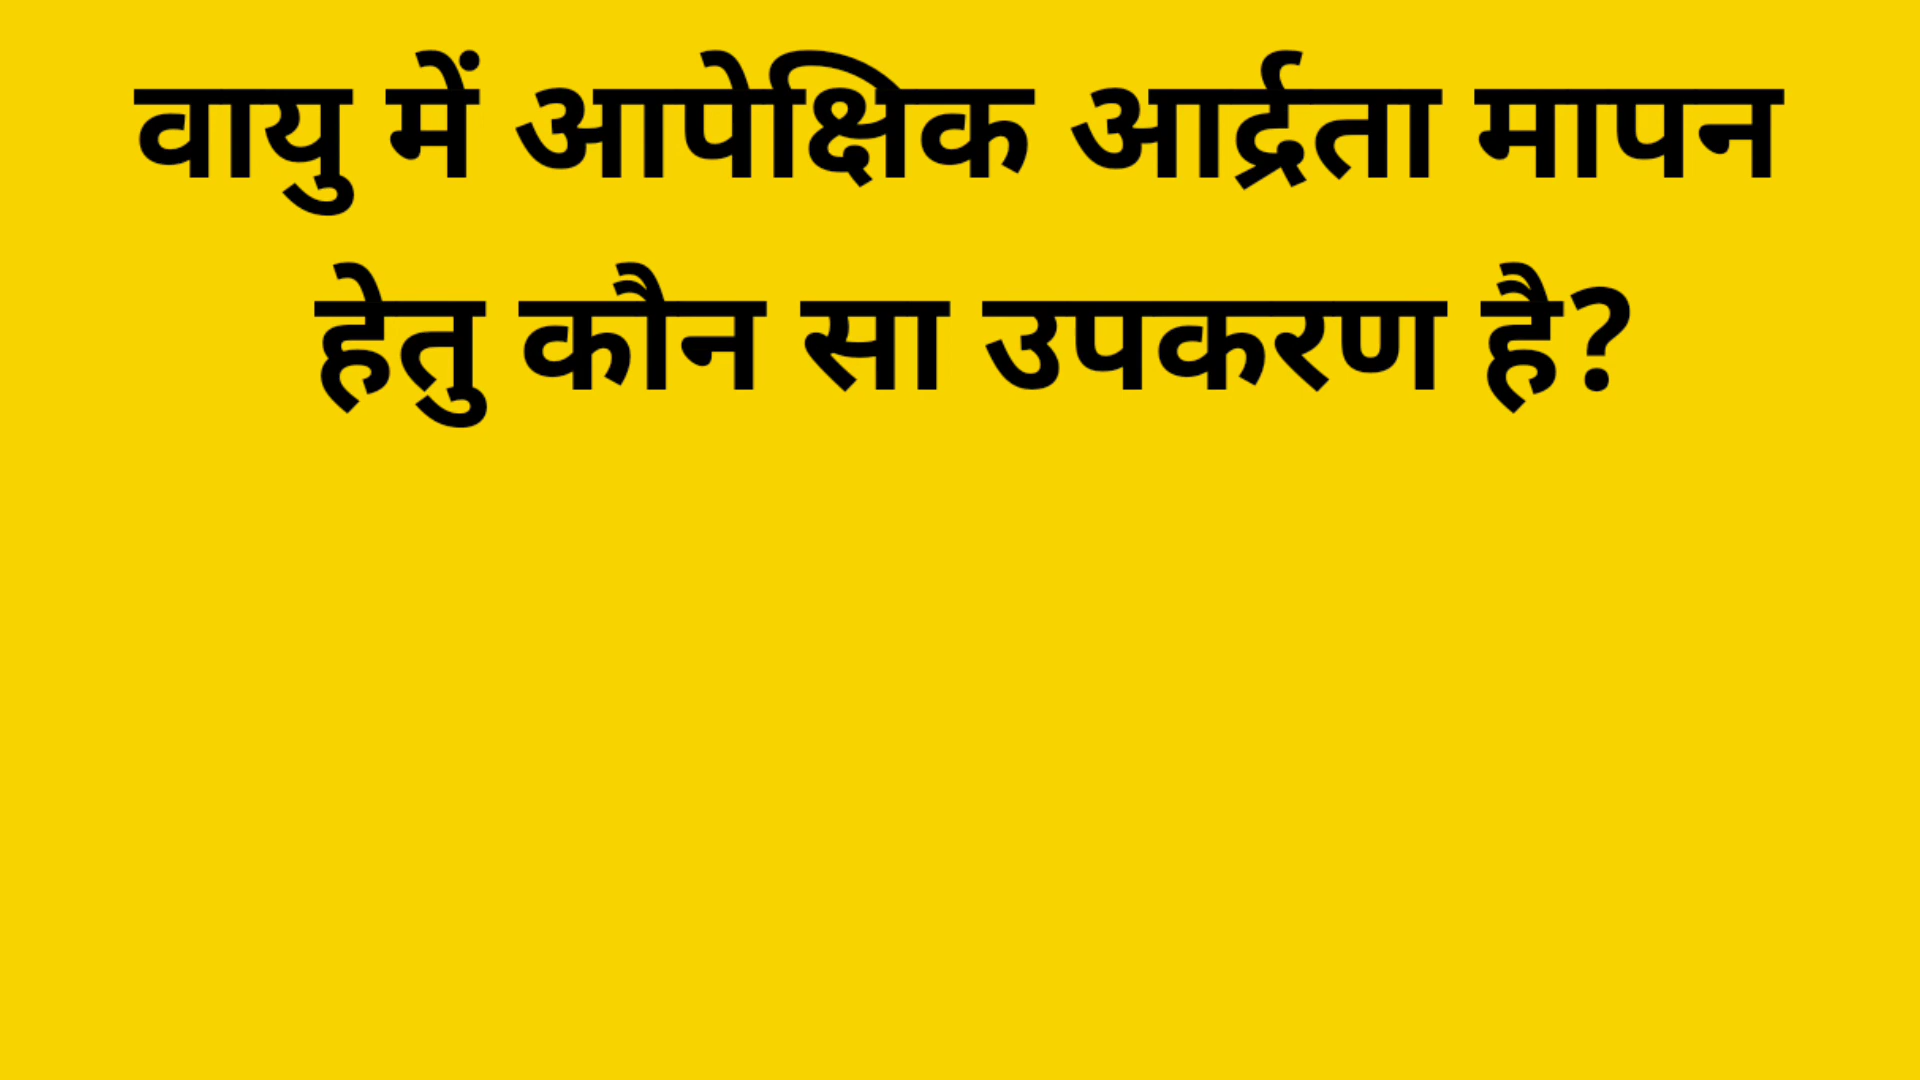 वायु में आपेक्षिक आर्द्रता मापन
हेतु कौन सा उपकरण है?